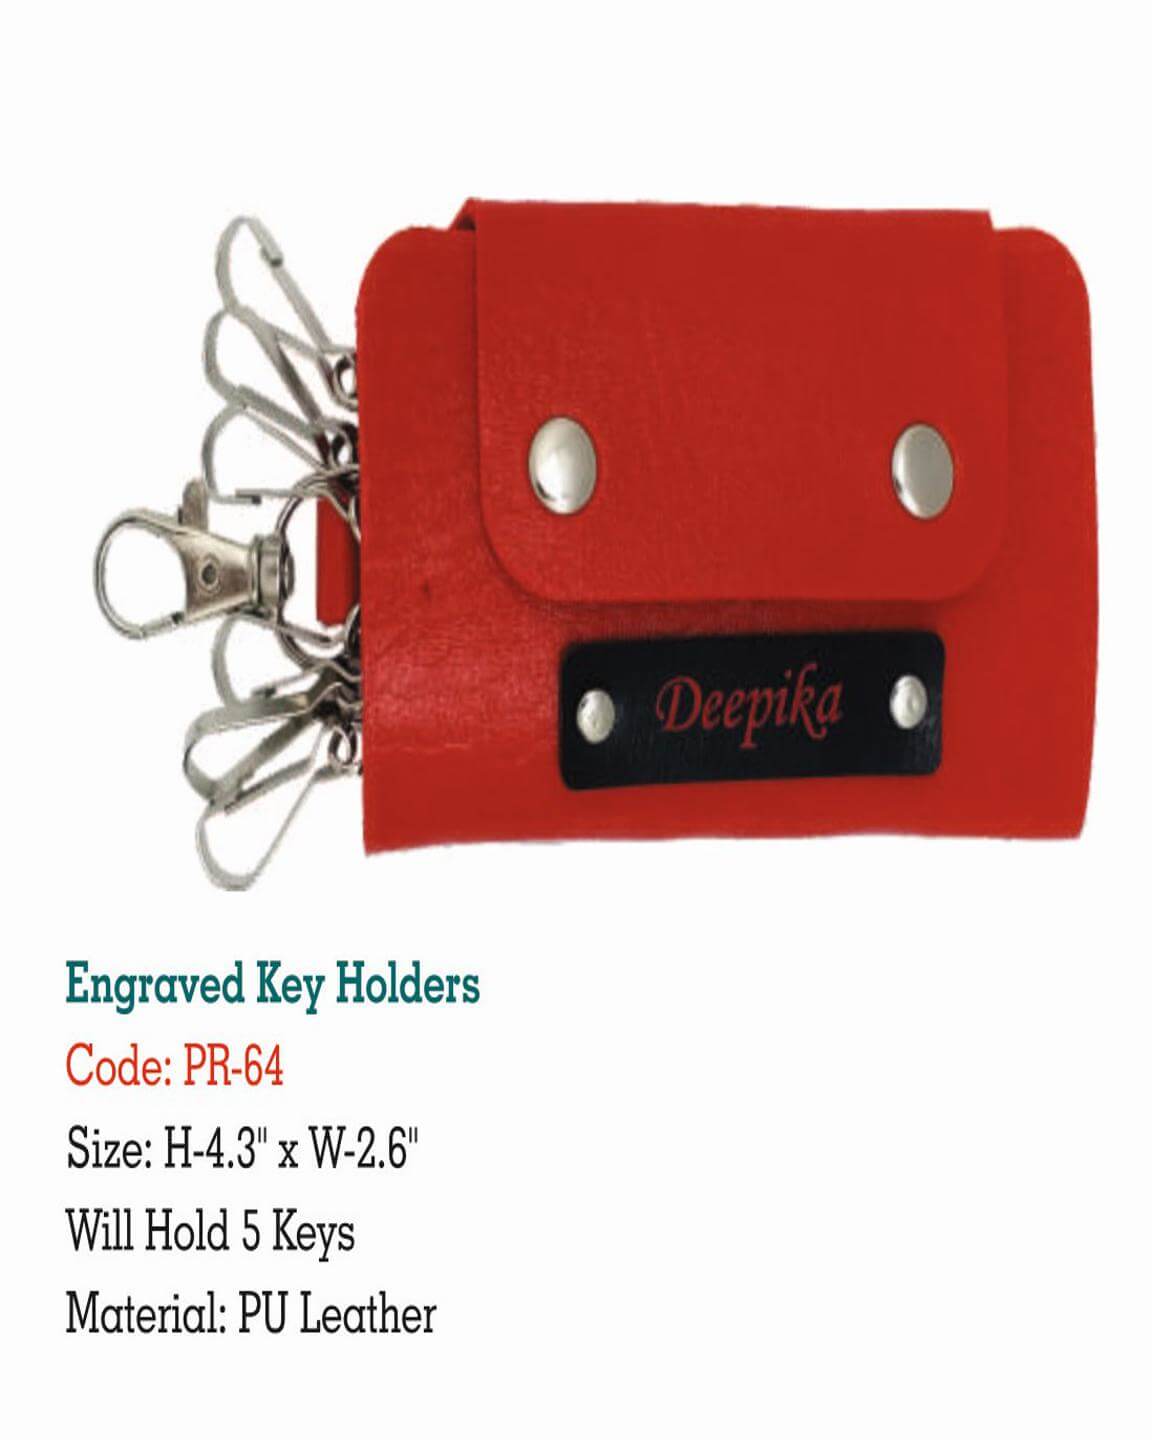 Deepika
Engraved Key Holders
Code: PR-64
Size: H-4.3" x W-2.6"
Will Hold 5 Keys
Material: PU Leather